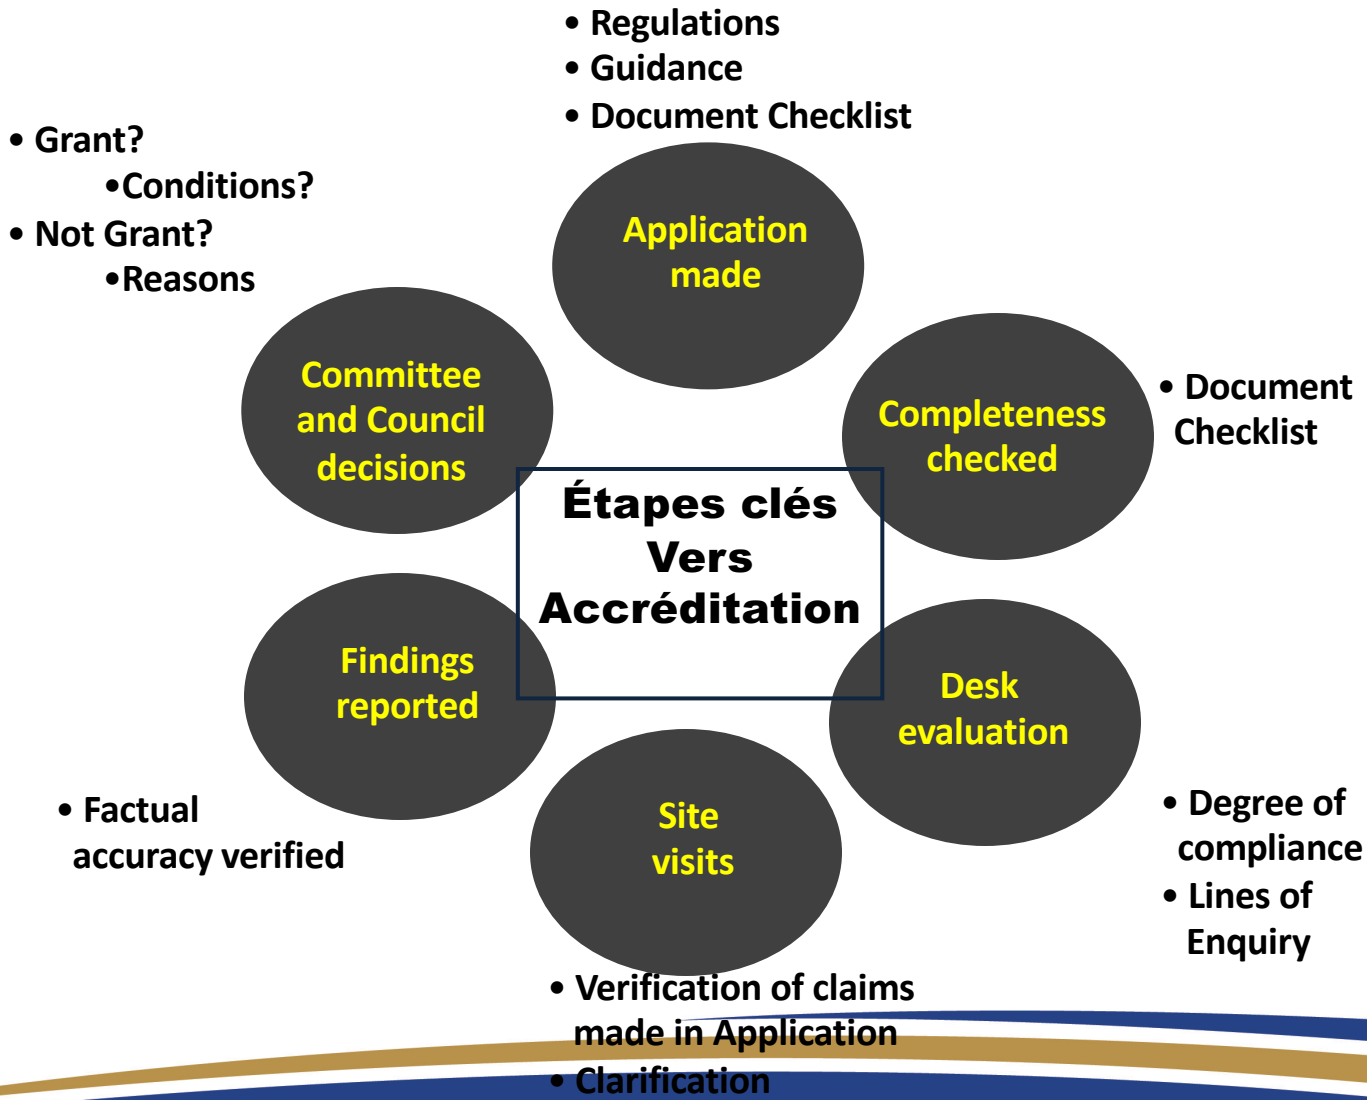 • Regulations
• Guidance
• Document Checklist
• Grant?
•Conditions?
• Not Grant?
•Reasons
Application
made
Committee
and Council
decisions
Completeness
checked
• Document
Checklist
Étapes clés
Vers
Accréditation
Findings
reported
Desk
evaluation
• Factual
accuracy verified
Site
visits
• Degree of
compliance
• Lines of
Enquiry
• Verification of claims
made in Application
• Clarification